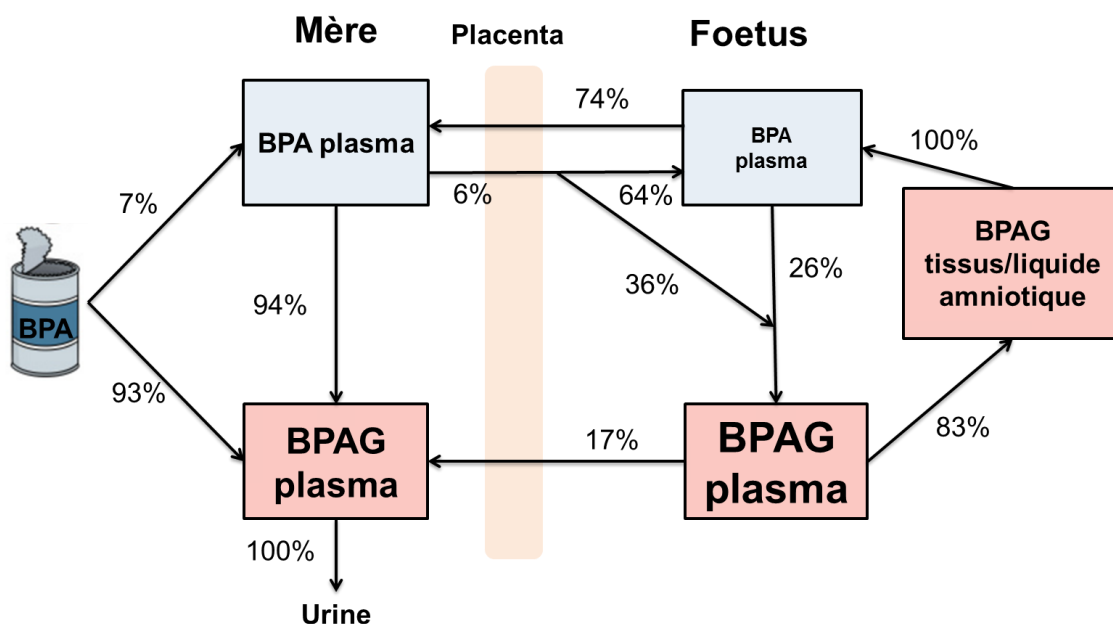 Mère
Placenta
Foetus
74%
BPA plasma
BPA
plasma
100%
7%
6%
64%
BPAG
tissus/liquide
amniotique
26%
36%
94%
BPA
93%
BPAG
plasma
17%
BPAG
plasma
83%
100%
Urine